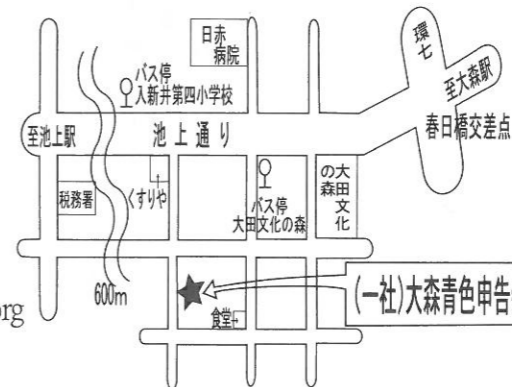 日赤
病院
バス停
入新井第四小学校
環七
至大森駅
至池上駅
池上通り
春日橋交差点
税務署
くすりや
バス停
大田文化の森
大田文化
の森
600m
食堂
(一社)大森青色申告
org